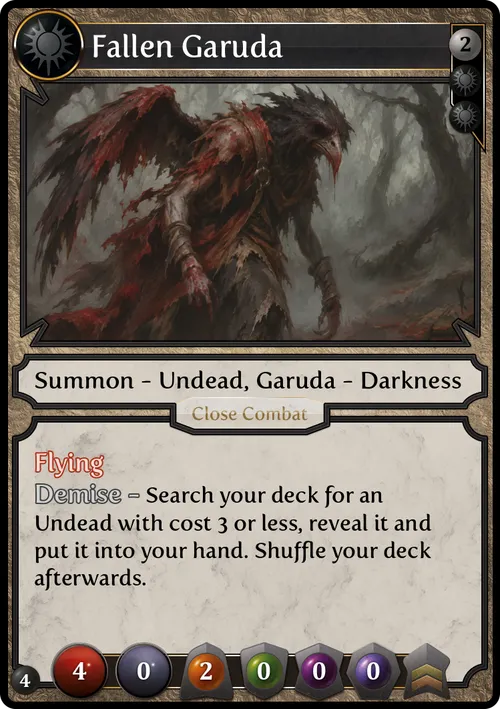 Fallen Garuda
2
Summon - Undead, Garuda - Darkness
Close Combat
Flying
Demise – Search your deck for an
Undead with cost 3 or less, reveal it and
put it into your hand. Shuffle your deck
afterwards.
4 4* 0* 2 0 0 0